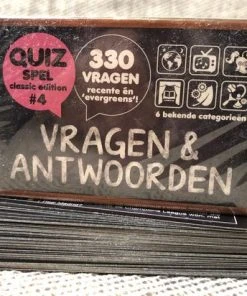 QUIZ
SPEL
classic edition
#4
330
VRAGEN
recente én
'evergreens'!
6 bekende categorieën
VRAGEN &
ANTWOORDEN